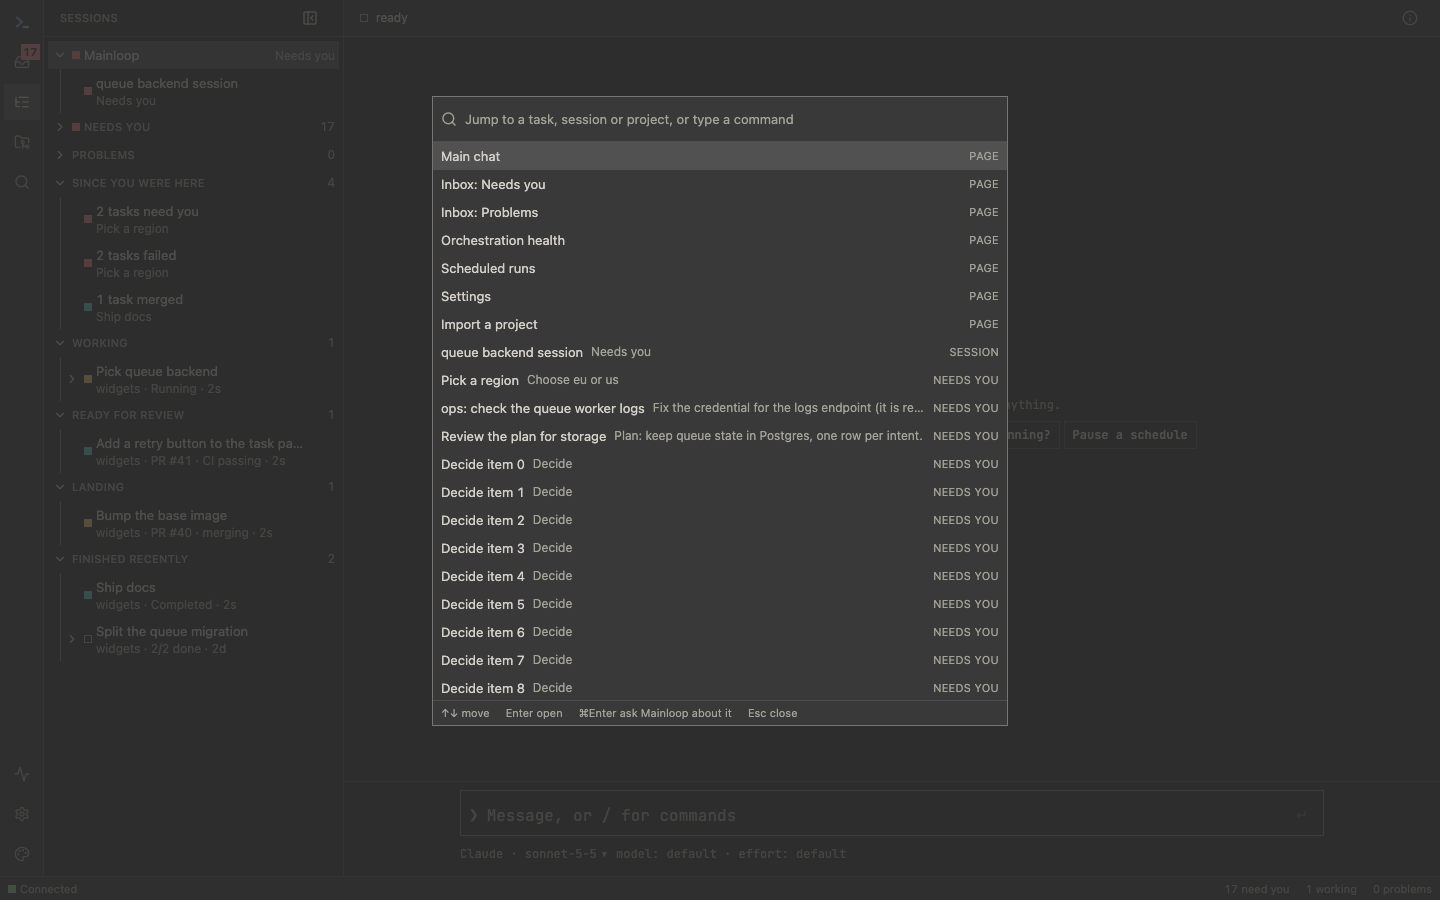 SESSIONS
ready
17
Mainloop Needs you
queue backend session
Needs you
NEEDS YOU 17
PROBLEMS 0
SINCE YOU WERE HERE 4
2 tasks need you
Pick a region
2 tasks failed
Pick a region
1 task merged
Ship docs
WORKING 1
Pick queue backend
widgets · Running · 2s
READY FOR REVIEW 1
Add a retry button to the task pa...
widgets · PR #41 · CI passing · 2s
LANDING 1
Bump the base image
widgets · PR #40 · merging · 2s
FINISHED RECENTLY 2
Ship docs
widgets · Completed · 2s
Split the queue migration
widgets · 2/2 done · 2d
Jump to a task, session or project, or type a command
Main chat PAGE
Inbox: Needs you PAGE
Inbox: Problems PAGE
Orchestration health PAGE
Scheduled runs PAGE
Settings PAGE
Import a project PAGE
queue backend session Needs you SESSION
Pick a region Choose eu or us NEEDS YOU
ops: check the queue worker logs Fix the credential for the logs endpoint (it is re... NEEDS YOU
Review the plan for storage Plan: keep queue state in Postgres, one row per intent. NEEDS YOU
Decide item 0 Decide NEEDS YOU
Decide item 1 Decide NEEDS YOU
Decide item 2 Decide NEEDS YOU
Decide item 3 Decide NEEDS YOU
Decide item 4 Decide NEEDS YOU
Decide item 5 Decide NEEDS YOU
Decide item 6 Decide NEEDS YOU
Decide item 7 Decide NEEDS YOU
Decide item 8 Decide NEEDS YOU
↑↓ move Enter open ⌘Enter ask Mainloop about it Esc close
Pause a schedule
❯ Message, or / for commands
Claude · sonnet-5-5 ▾ model: default · effort: default
Connected
17 need you 1 working 0 problems